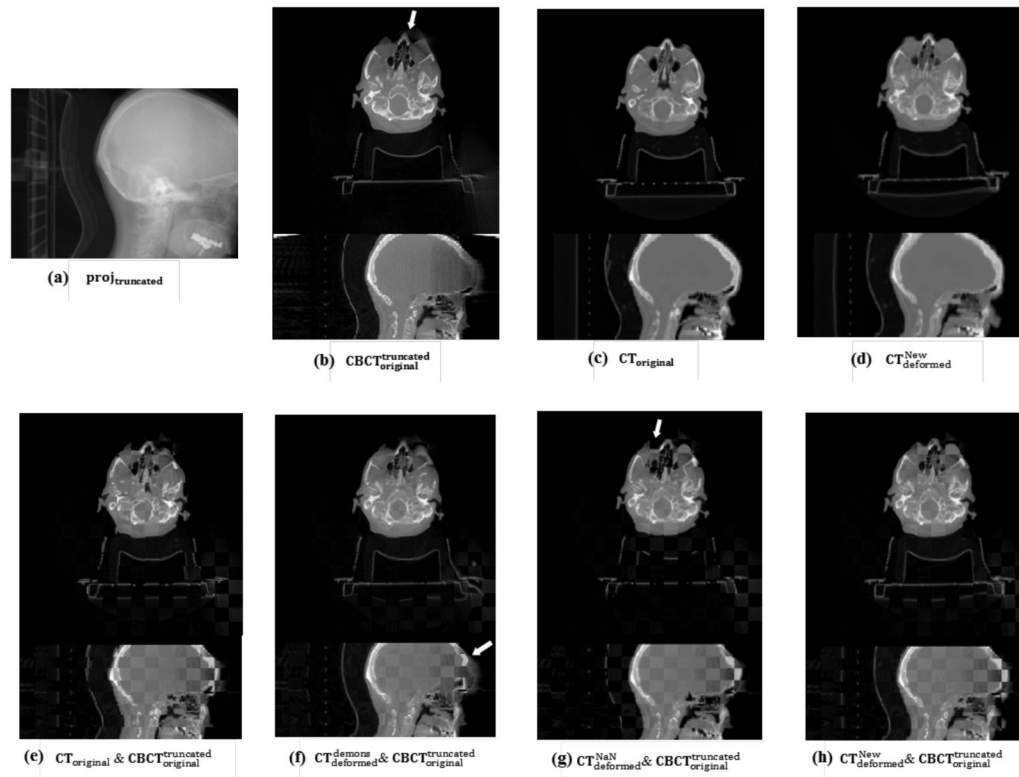 (a) proj_truncated
(b) CBCT^truncated_original
(c) CT_original
(d) CT^New_deformed
(e) CT_original & CBCT^truncated_original
(f) CT^demons_deformed & CBCT^truncated_original
(g) CT^NaN_deformed & CBCT^truncated_original
(h) CT^New_deformed & CBCT^truncated_original